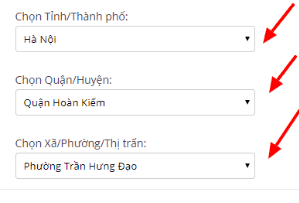 Chọn Tỉnh/Thành phố:
Hà Nội
Chọn Quận/Huyện:
Quận Hoàn Kiếm
Chọn Xã/Phường/Thị trấn:
Phường Trần Hưng Đạo